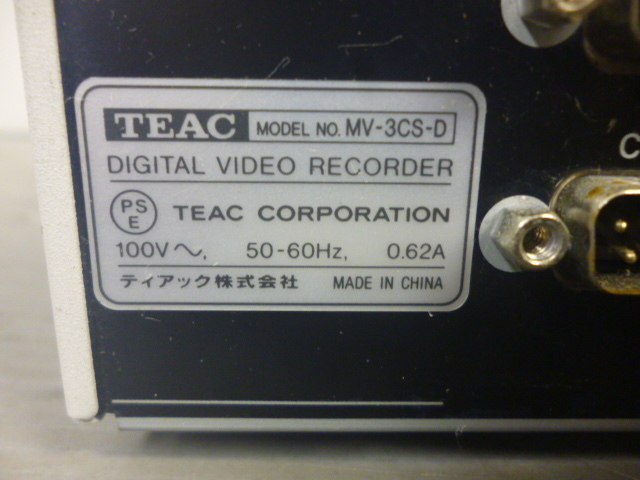 TEAC MODEL NO. MV-3CS-D
DIGITAL VIDEO RECORDER
PS
E
TEAC CORPORATION
100V～, 50-60Hz, 0.62A
ティアック株式会社 MADE IN CHINA
C